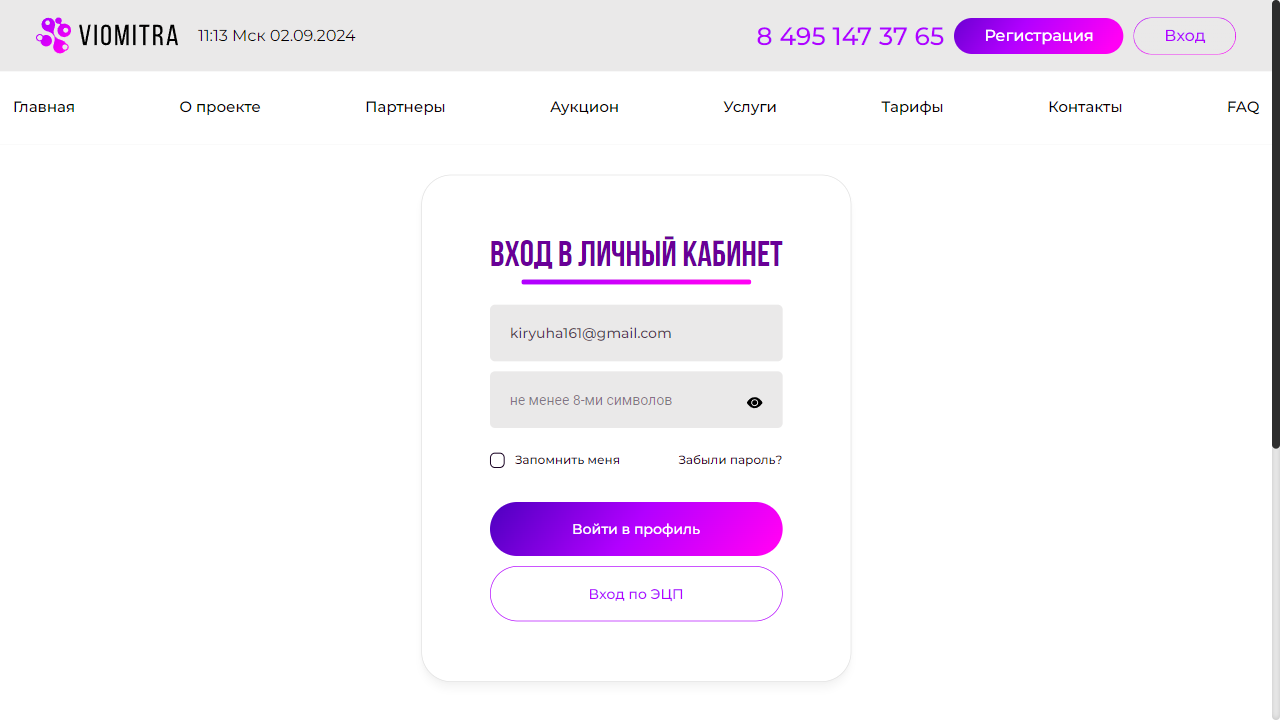 VIOMITRA 11:13 Мск 02.09.2024 8 495 147 37 65 Регистрация Вход
Главная О проекте Партнеры Аукцион Услуги Тарифы Контакты FAQ
ВХОД В ЛИЧНЫЙ КАБИНЕТ
kiryuha161@gmail.com
не менее 8-ми символов
Запомнить меня Забыли пароль?
Войти в профиль
Вход по ЭЦП